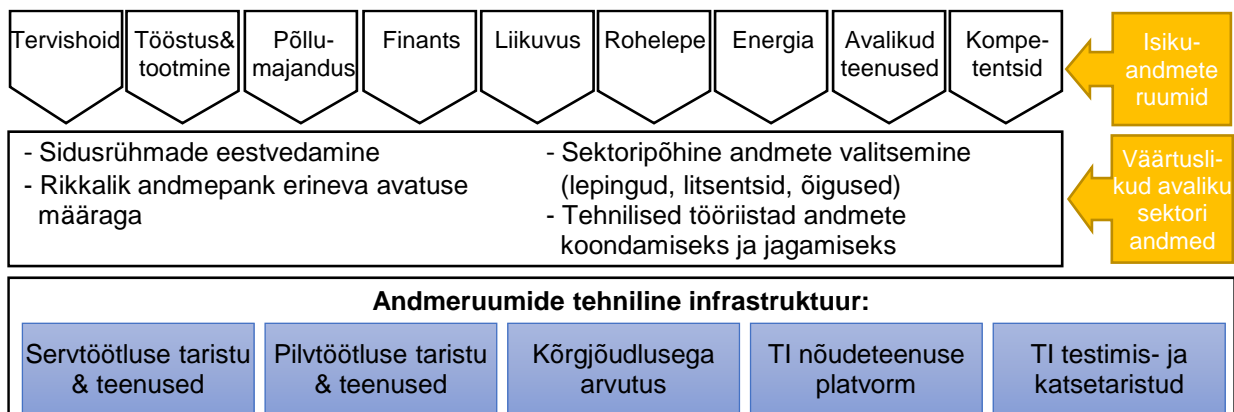 Tervishoid
Tööstus&
tootmine
Põllu-
majandus
Finants
Liikuvus
Rohelepe
Energia
Avalikud
teenused
Kompe-
tentsid
Isiku-
andmete
ruumid
- Sidusrühmade eestvedamine
- Rikkalik andmepank erineva avatuse
määraga
- Sektoripõhine andmete valitsemine
(lepingud, litsentsid, õigused)
- Tehnilised tööriistad andmete
koondamiseks ja jagamiseks
Väärtusli-
kud avaliku
sektori
andmed
Andmeruumide tehniline infrastruktuur:
Servtöötluse taristu
& teenused
Pilvtöötluse taristu
& teenused
Kõrgjõudlusega
arvutus
TI nõudeteenuse
platvorm
TI testimis- ja
katsetaristud